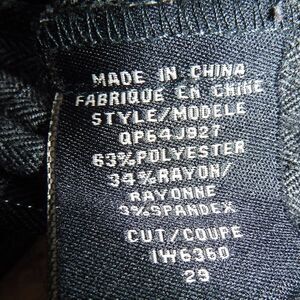 MADE IN CHINA
FABRIQUE EN CHINE
STYLE/MODELE
QP64J927
63%POLYESTER
34%RAYON/
RAYONNE
3%SPANDEX
CUT/COUPE
IW6360
29